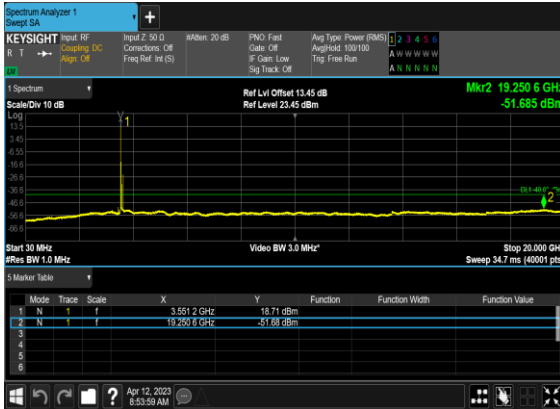 Spectrum Analyzer 1
Swept SA
+
KEYSIGHT Input: RF Input Z: 50 Ω #Atten: 20 dB PNO: Fast Avg Type: Power (RMS) 1 2 3 4 5 6
R T Coupling: DC Corrections: Off Gate: Off Avg|Hold: 100/100 A W W W W W
Align: Off Freq Ref: Int (S) IF Gain: Low Trig: Free Run
Sig Track: Off A N N N N N
1 Spectrum Ref Lvl Offset 13.45 dB Mkr2 19.250 6 GHz
Scale/Div 10 dB Ref Level 23.45 dBm -51.685 dBm
Log
13.5
3.45
-6.55
-16.6
-26.6
-36.6
-46.6
-56.6
-66.6
1
2
Start 30 MHz Video BW 3.0 MHz* Stop 20.000 GHz
#Res BW 1.0 MHz Sweep 34.7 ms (40001 pts)
5 Marker Table
Mode Trace Scale X Y Function Function Width Function Value
1 N 1 f 3.551 2 GHz 18.71 dBm
2 N 1 f 19.250 6 GHz -51.68 dBm
3
4
5
6
? Apr 12, 2023
8:53:59 AM